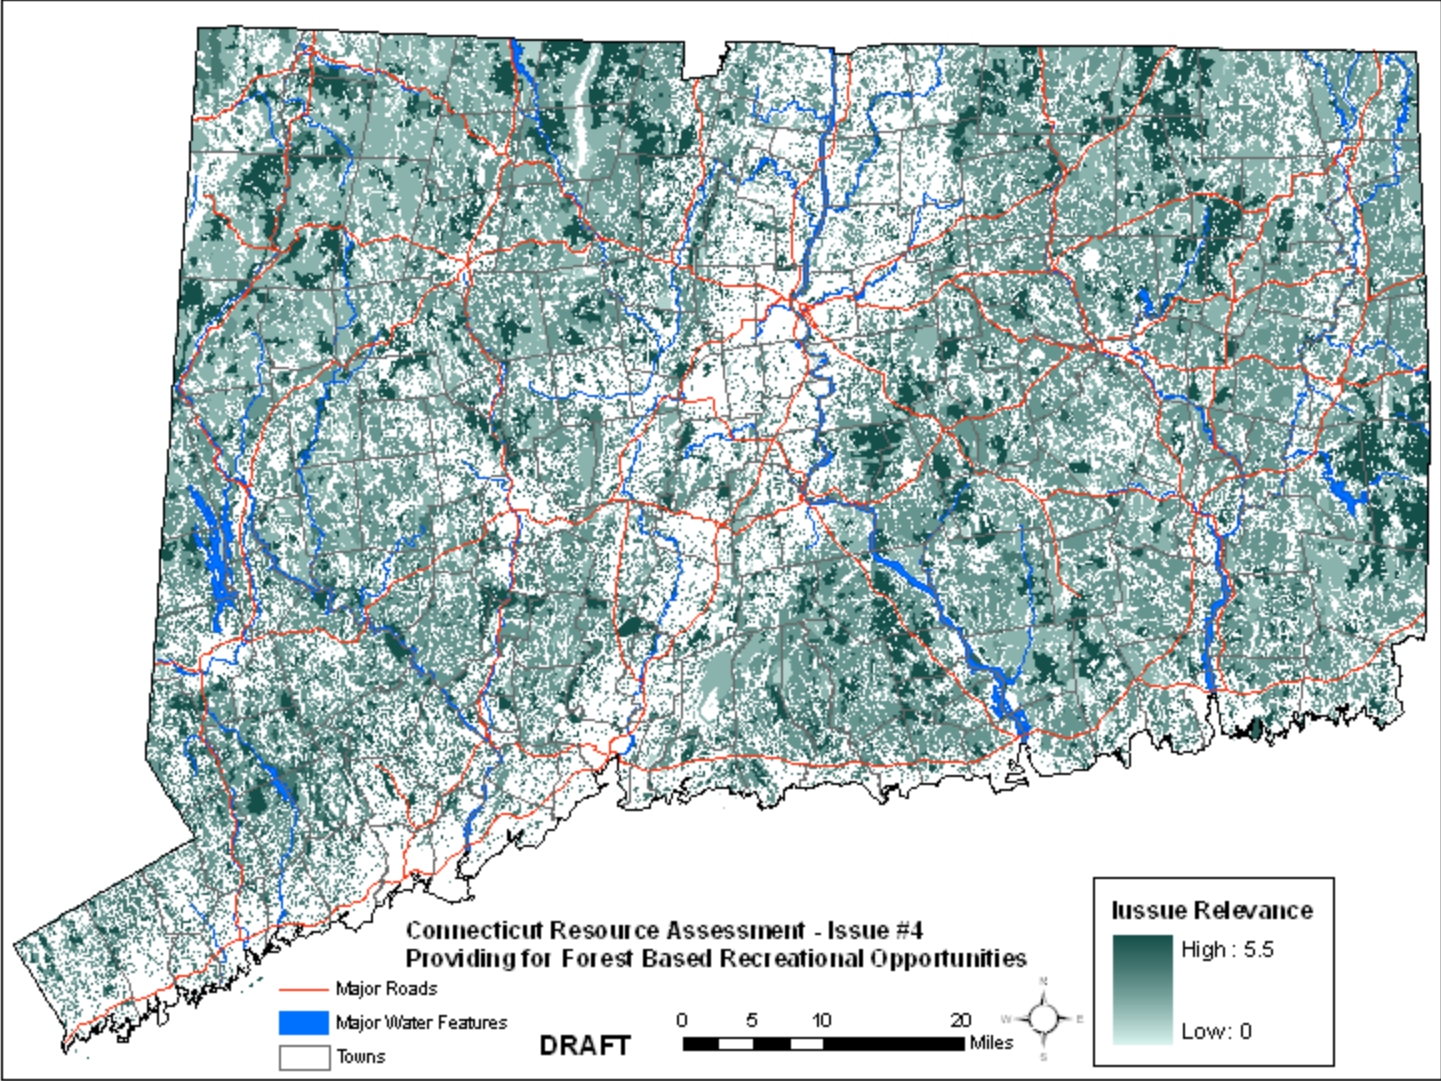 Connecticut Resource Assessment - Issue #4
Providing for Forest Based Recreational Opportunities
Major Roads
Major Water Features
Towns
DRAFT
0 5 10 20
Miles
N
W E
S
Iussue Relevance
High : 5.5
Low: 0